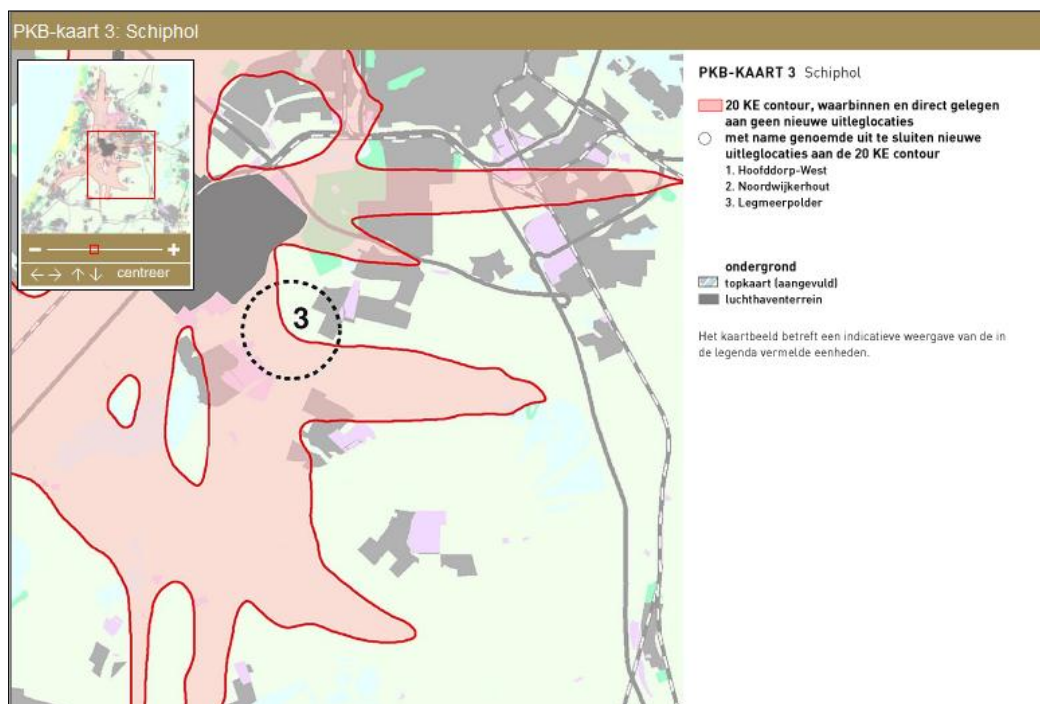 PKB-kaart 3: Schiphol
centreer
3
PKB-KAART 3 Schiphol
20 KE contour, waarbinnen en direct gelegen
aan geen nieuwe uitleglocaties
met name genoemde uit te sluiten nieuwe
uitleglocaties aan de 20 KE contour
1. Hoofddorp-West
2. Noordwijkerhout
3. Legmeerpolder
ondergrond
topkaart (aangevuld)
luchthaventerrein
Het kaartbeeld betreft een indicatieve weergave van de in
de legenda vermelde eenheden.